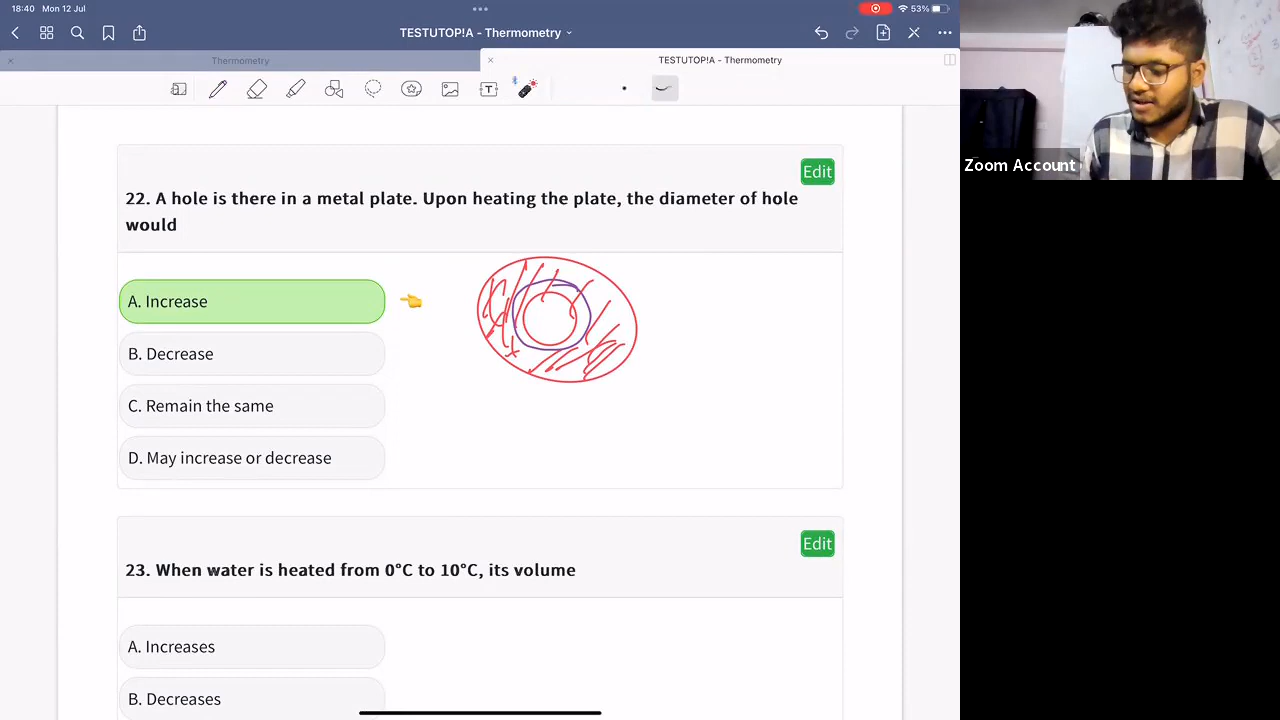 18:40 Mon 12 Jul
53%
TESTUTOP!A - Thermometry
Thermometry
TESTUTOP!A - Thermometry
T
Zoom Account
Edit
22. A hole is there in a metal plate. Upon heating the plate, the diameter of hole
would
A. Increase
B. Decrease
C. Remain the same
D. May increase or decrease
Edit
23. When water is heated from 0°C to 10°C, its volume
A. Increases
B. Decreases